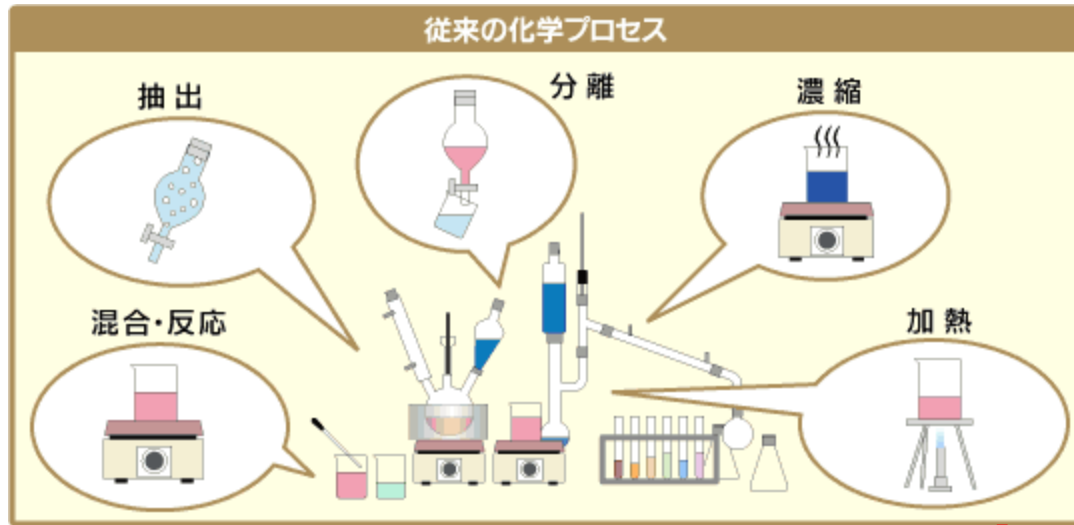 従来の化学プロセス
抽出
分離
濃縮
混合・反応
加熱